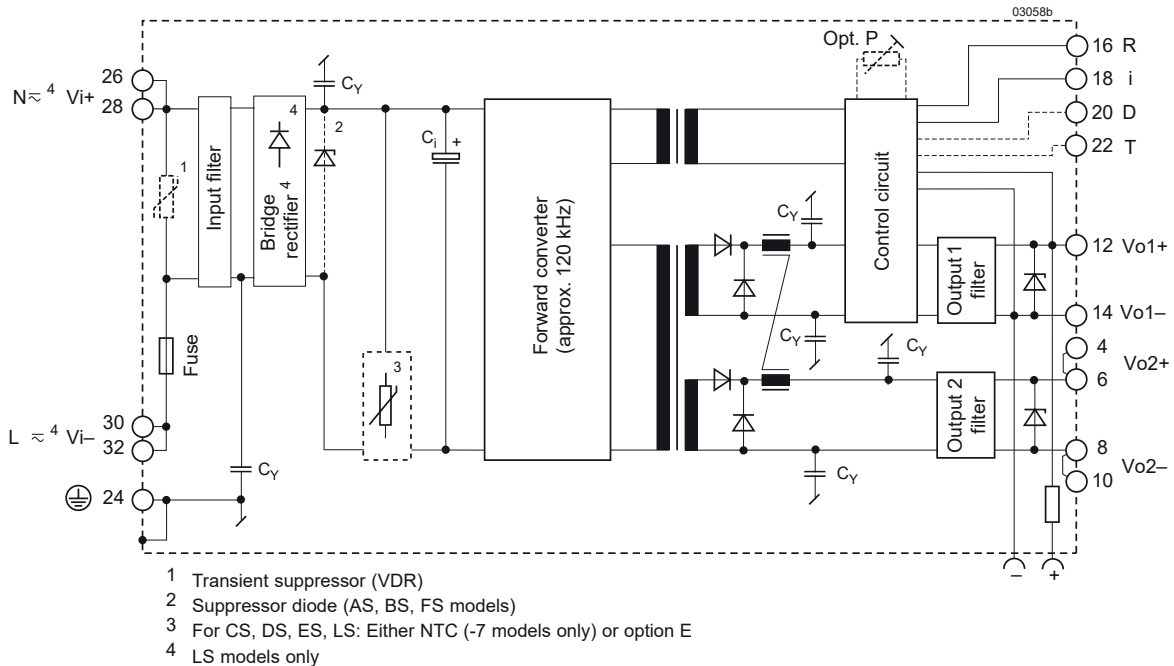 03058b
Opt. P
16 R
18 i
20 D
22 T
26
N ≂ 4 Vi+
28
CY
4
2
Ci +
1
Input filter
Bridge rectifier 4
Forward converter (approx. 120 kHz)
Control circuit
CY
Output 1 filter
12 Vo1+
14 Vo1–
CY
CY
4
Vo2+
6
Fuse
3
Output 2 filter
30
L ≂ 4 Vi–
32
CY
CY
8
Vo2–
10
24
– +
1 Transient suppressor (VDR)
2 Suppressor diode (AS, BS, FS models)
3 For CS, DS, ES, LS: Either NTC (-7 models only) or option E
4 LS models only